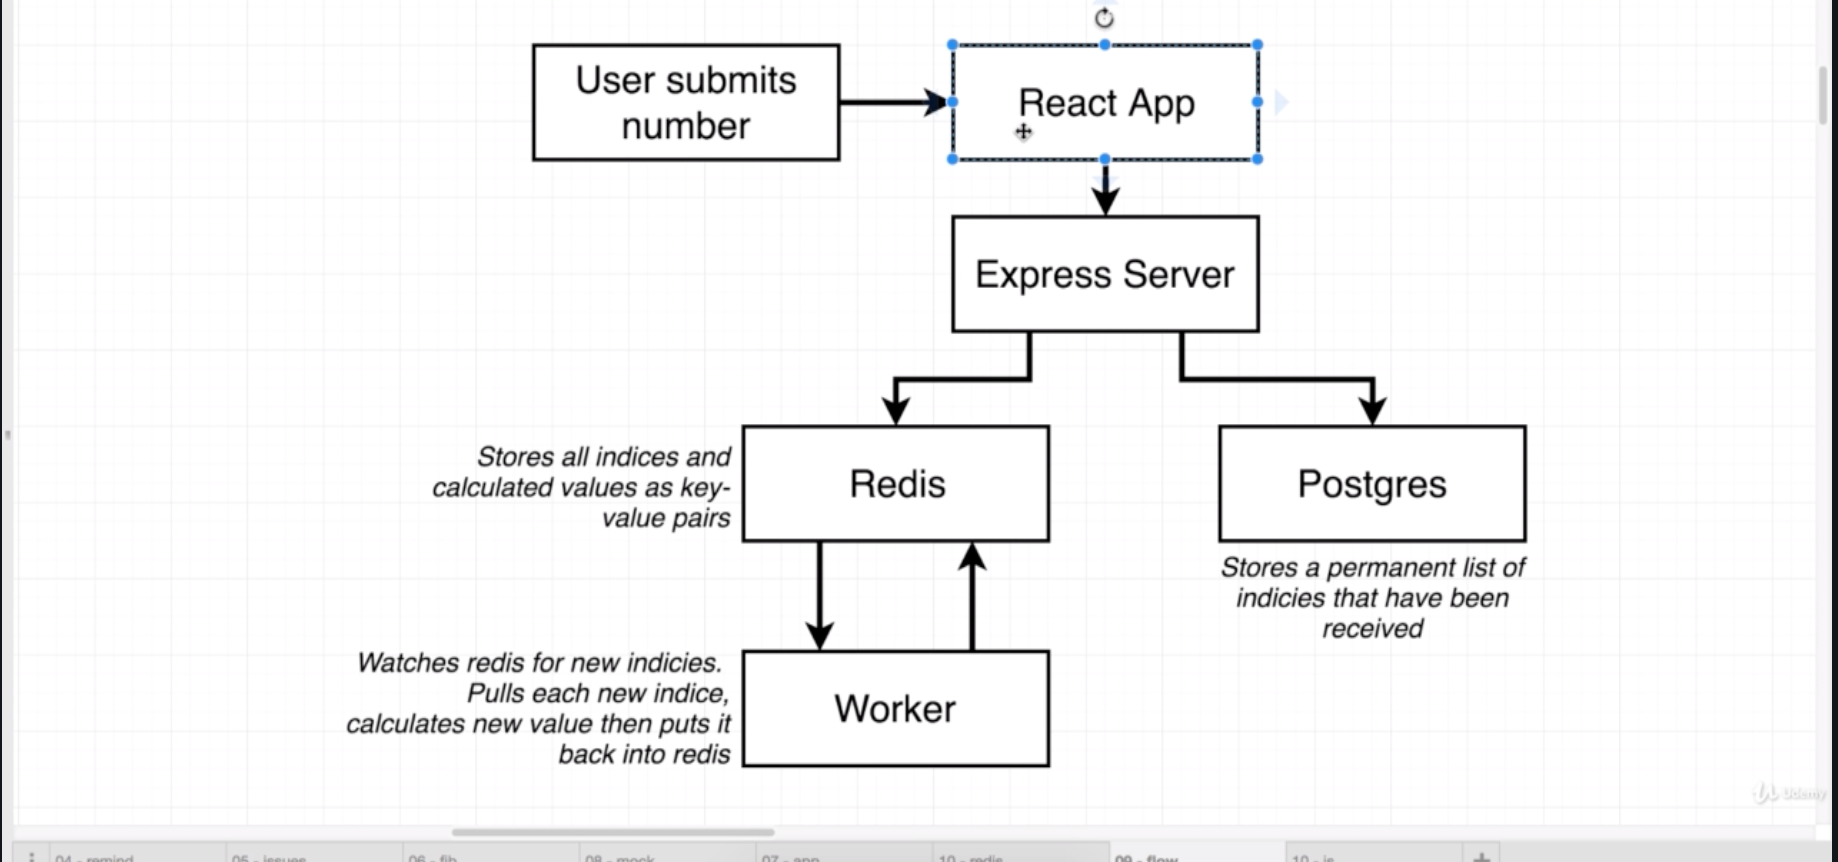 User submits
number
React App
Express Server
Stores all indices and
calculated values as key-
value pairs
Redis
Postgres
Stores a permanent list of
indicies that have been
received
Watches redis for new indicies.
Pulls each new indice,
calculates new value then puts it
back into redis
Worker
Udemy
04 - remind
05 - issues
06 - fib
08 - mock
07 - app
10 - redis
09 - flow
10 - js